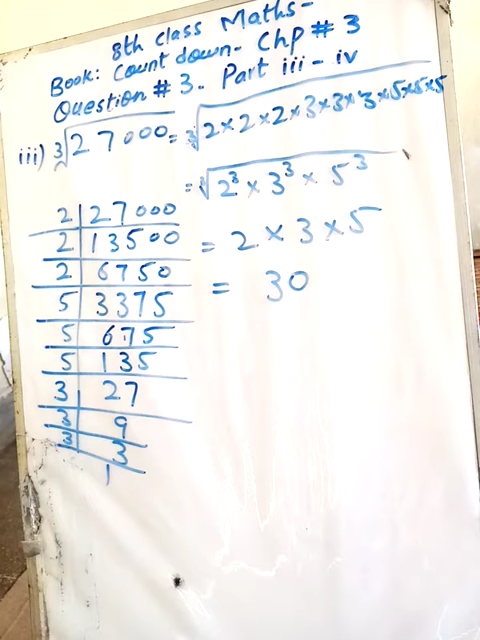 8th class Maths-
Book: Count down- Chp # 3
Question # 3. Part iii - iv
iii) ∛27000 = ∛2×2×2×3×3×3×5×5×5
= ∛2³ × 3³ × 5³
= 2 × 3 × 5
= 30
2 | 27000
2 | 13500
2 | 6750
5 | 3375
5 | 675
5 | 135
3 | 27
3 | 9
3 | 3
1